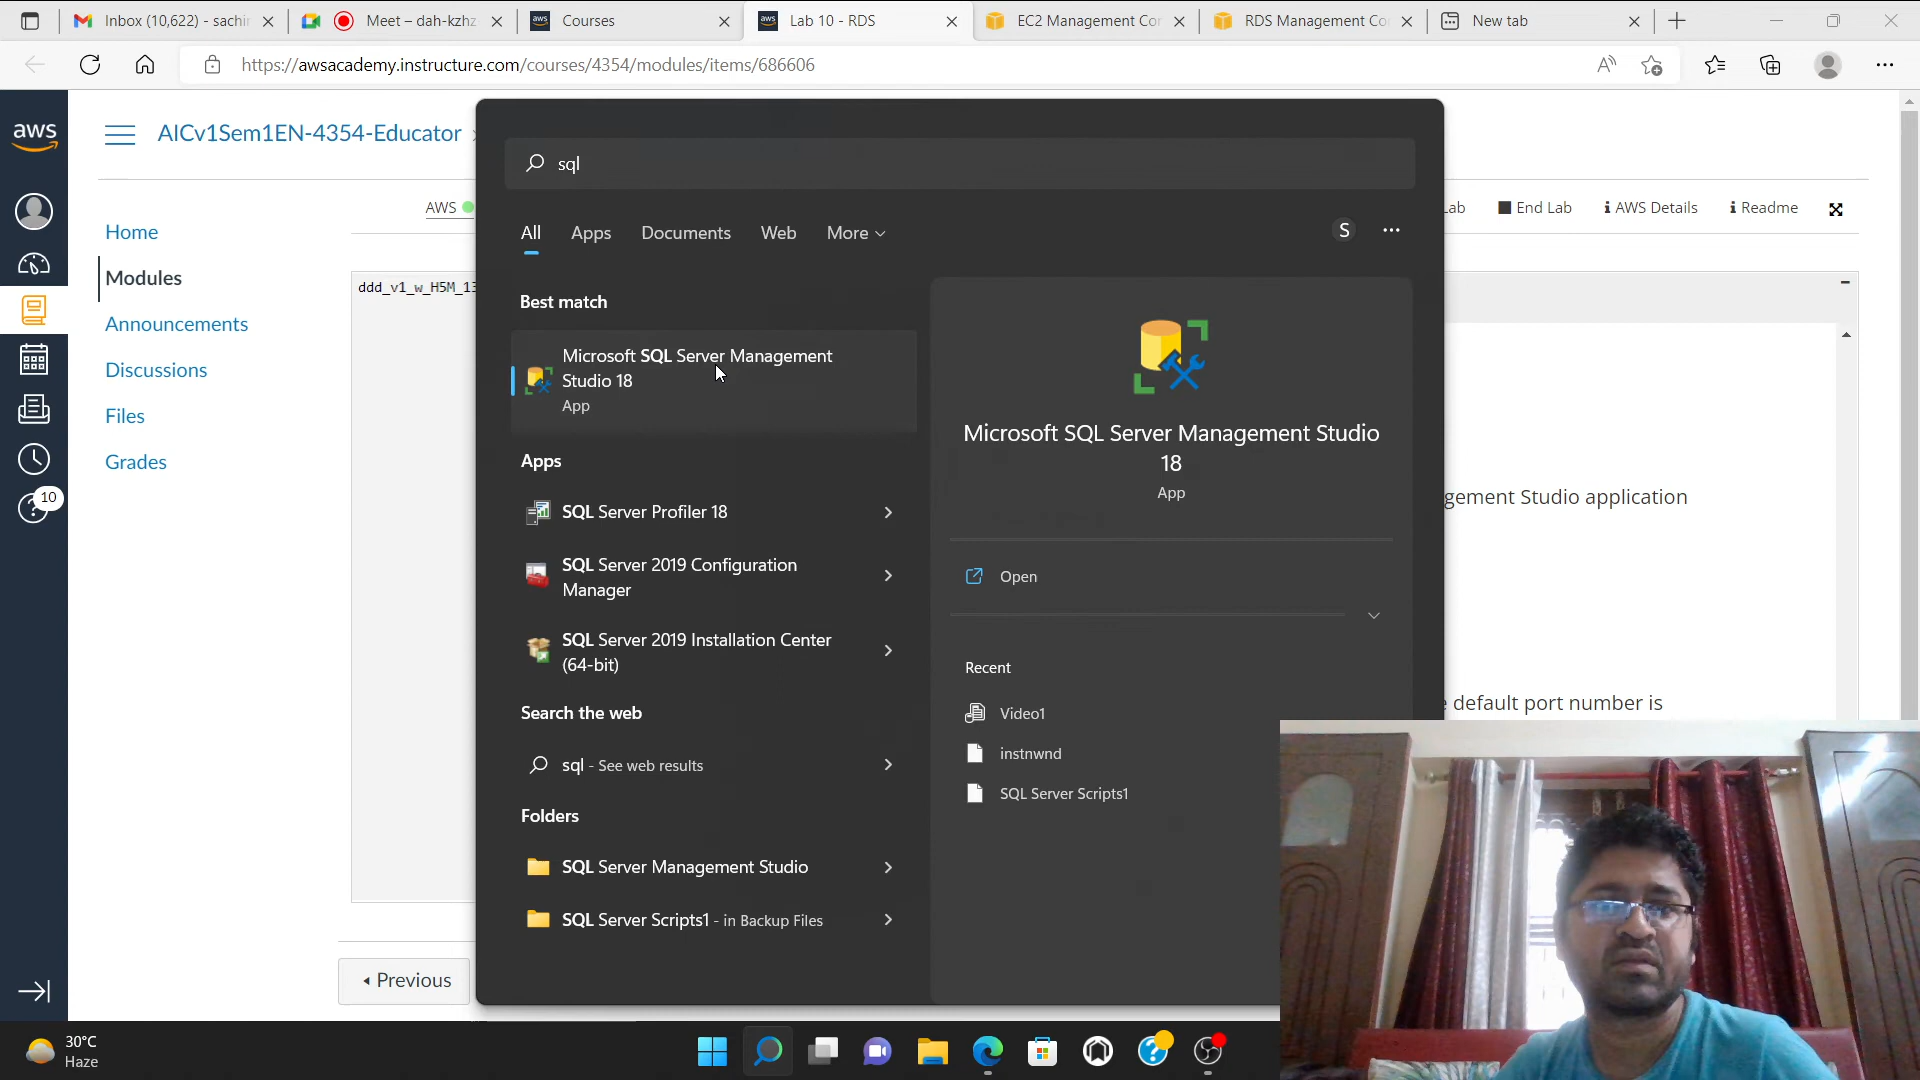 Inbox (10,622) - sachi
Meet – dah-kzhz
Courses
Lab 10 - RDS
EC2 Management Co
RDS Management Co
New tab
https://awsacademy.instructure.com/courses/4354/modules/items/686606
aws
AICv1Sem1EN-4354-Educator
Home
Modules
Announcements
Discussions
Files
Grades
10
AWS
ddd_v1_w_H5M_13
Previous
sql
All
Apps
Documents
Web
More
S
Best match
Microsoft SQL Server Management
Studio 18
App
Apps
SQL Server Profiler 18
SQL Server 2019 Configuration
Manager
SQL Server 2019 Installation Center
(64-bit)
Search the web
sql - See web results
Folders
SQL Server Management Studio
SQL Server Scripts1 - in Backup Files
Microsoft SQL Server Management Studio
18
App
Open
Recent
Video1
instnwnd
SQL Server Scripts1
ab
End Lab
AWS Details
Readme
gement Studio application
default port number is
30°C
Haze